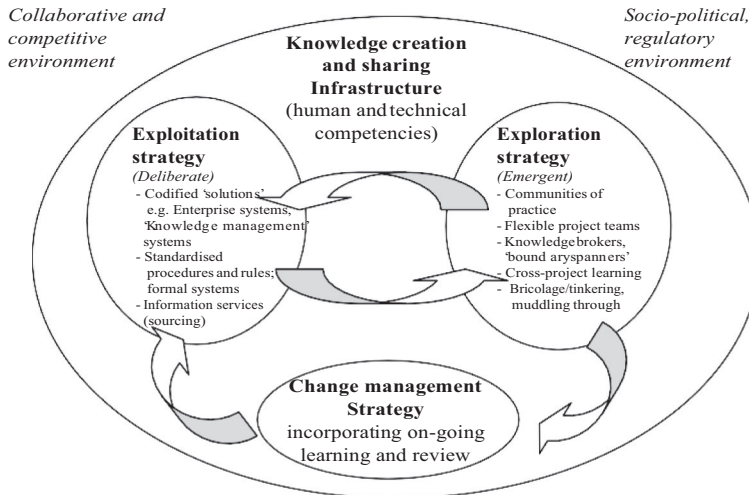 Collaborative and
competitive
environment
Socio-political,
regulatory
environment
Knowledge creation
and sharing
Infrastructure
(human and technical
competencies)
Exploitation
strategy
(Deliberate)
- Codified ‘solutions’
e.g. Enterprise systems,
‘Knowledge management’
systems
- Standardised
procedures and rules;
formal systems
- Information services
(sourcing)
Exploration
strategy
(Emergent)
- Communities of
practice
- Flexible project teams
- Knowledge brokers,
‘bound aryspanners’
- Cross-project learning
- Bricolage/tinkering,
muddling through
Change management
Strategy
incorporating on-going
learning and review